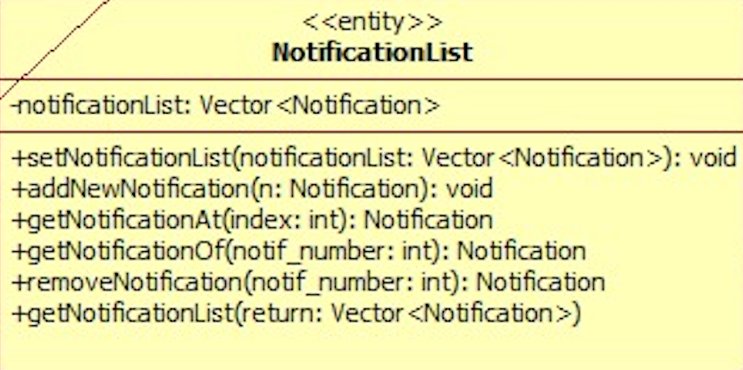 <<entity>>
NotificationList
-notificationList: Vector<Notification>
+setNotificationList(notificationList: Vector<Notification>): void
+addNewNotification(n: Notification): void
+getNotificationAt(index: int): Notification
+getNotificationOf(notif_number: int): Notification
+removeNotification(notif_number: int): Notification
+getNotificationList(return: Vector<Notification>)